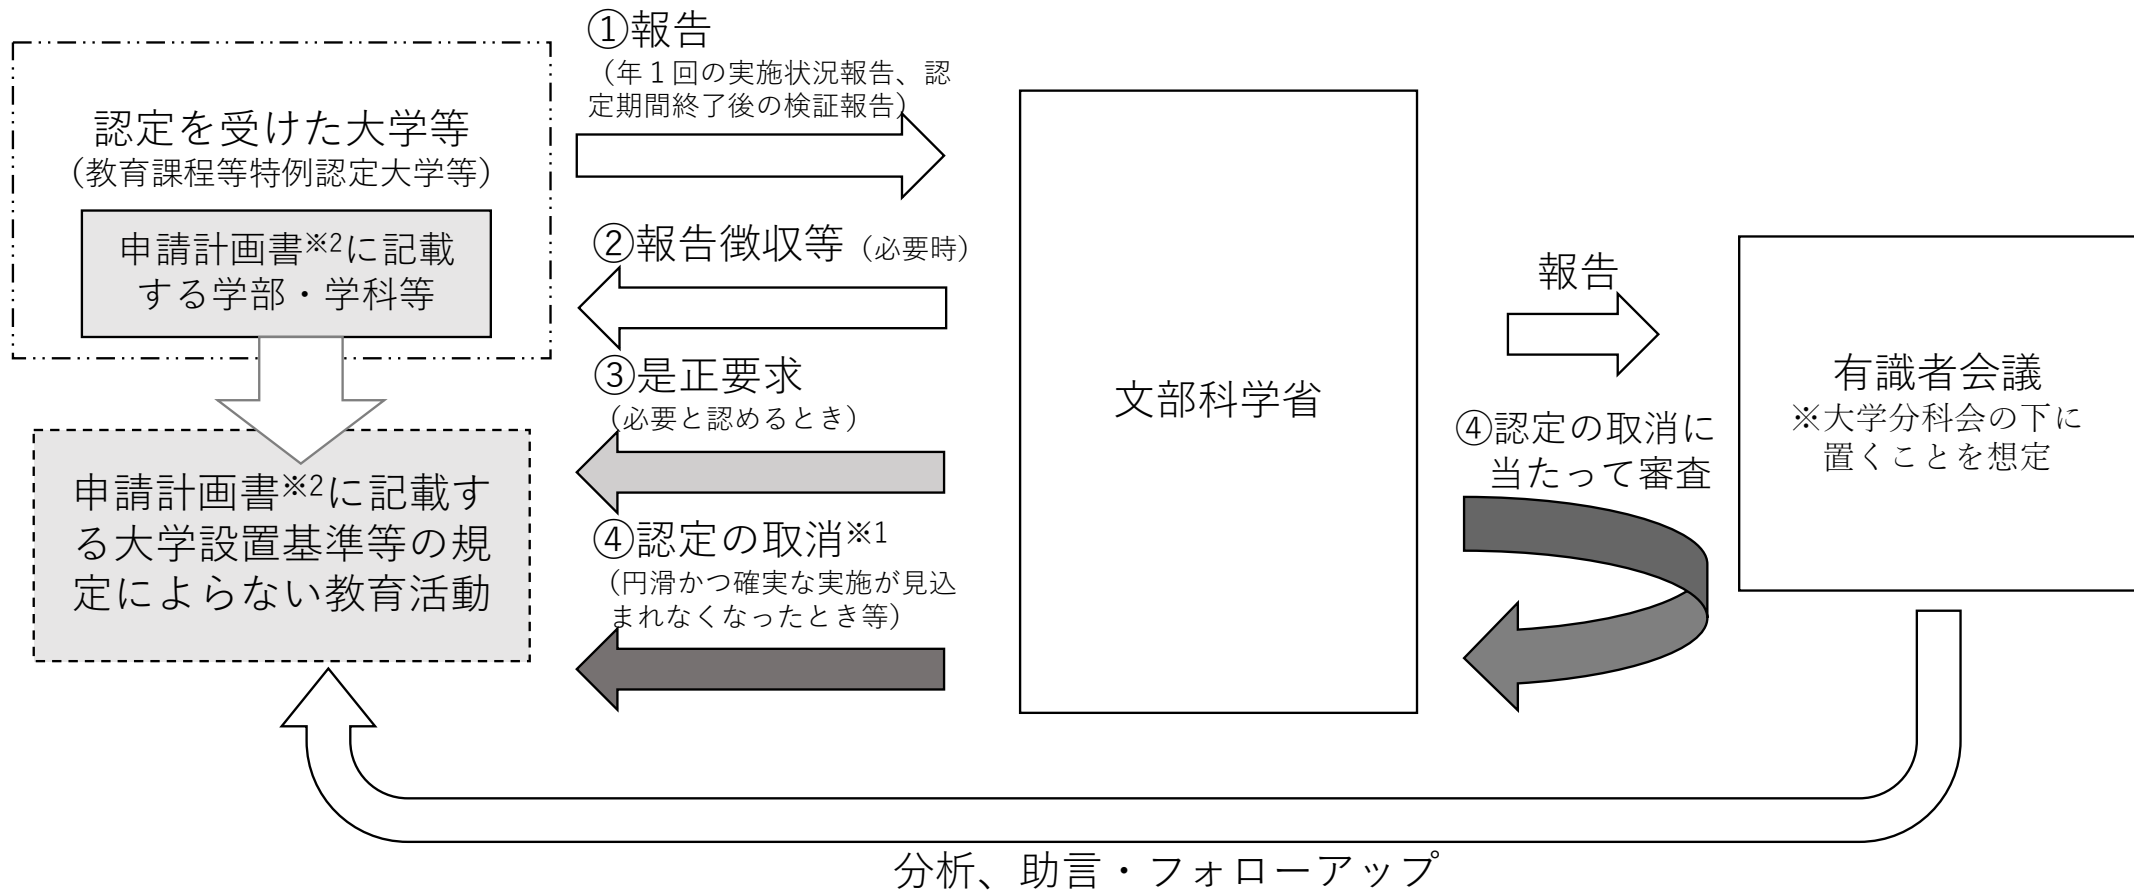 認定を受けた大学等
（教育課程等特例認定大学等）
申請計画書※2に記載
する学部・学科等
申請計画書※2に記載す
る大学設置基準等の規
定によらない教育活動
①報告
（年１回の実施状況報告、認
定期間終了後の検証報告）
②報告徴収等（必要時）
③是正要求
（必要と認めるとき）
④認定の取消※1
（円滑かつ確実な実施が見込
まれなくなったとき等）
文部科学省
報告
④認定の取消に
当たって審査
有識者会議
※大学分科会の下に
置くことを想定
分析、助言・フォローアップ